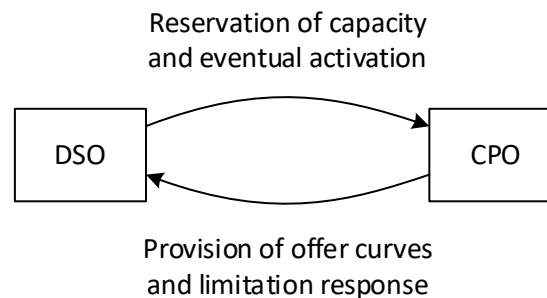 Reservation of capacity
and eventual activation
DSO
CPO
Provision of offer curves
and limitation response